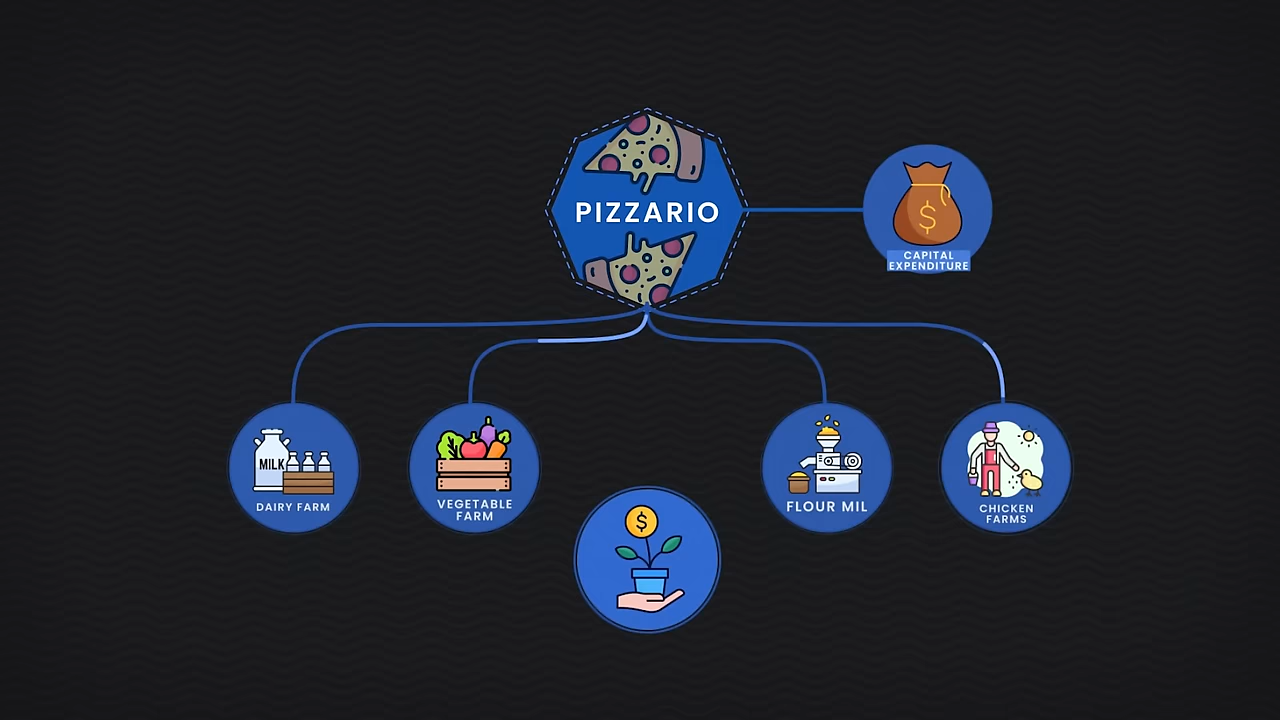 PIZZARIO
$
CAPITAL
EXPENDITURE
MILK
DAIRY FARM
VEGETABLE
FARM
$
FLOUR MIL
CHICKEN
FARMS